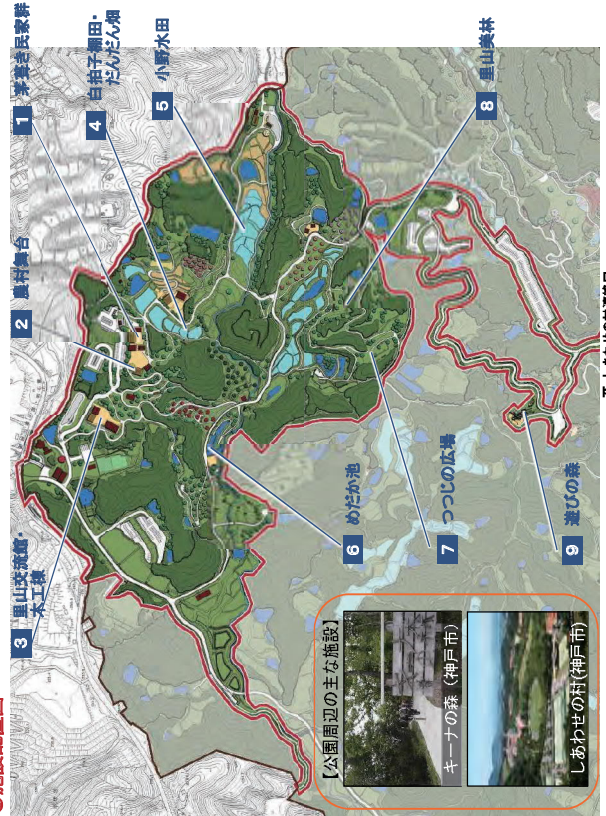 1 茅葺き民家群
2 農村舞台
3 里山交流館・
木工棟
4 白拍子棚田・
だんだん畑
5 小野水田
6 めだか池
7 つつじの広場
8 里山美林
9 遊びの森
【公園周辺の主な施設】
キーナの森（神戸市）
しあわせの村(神戸市)